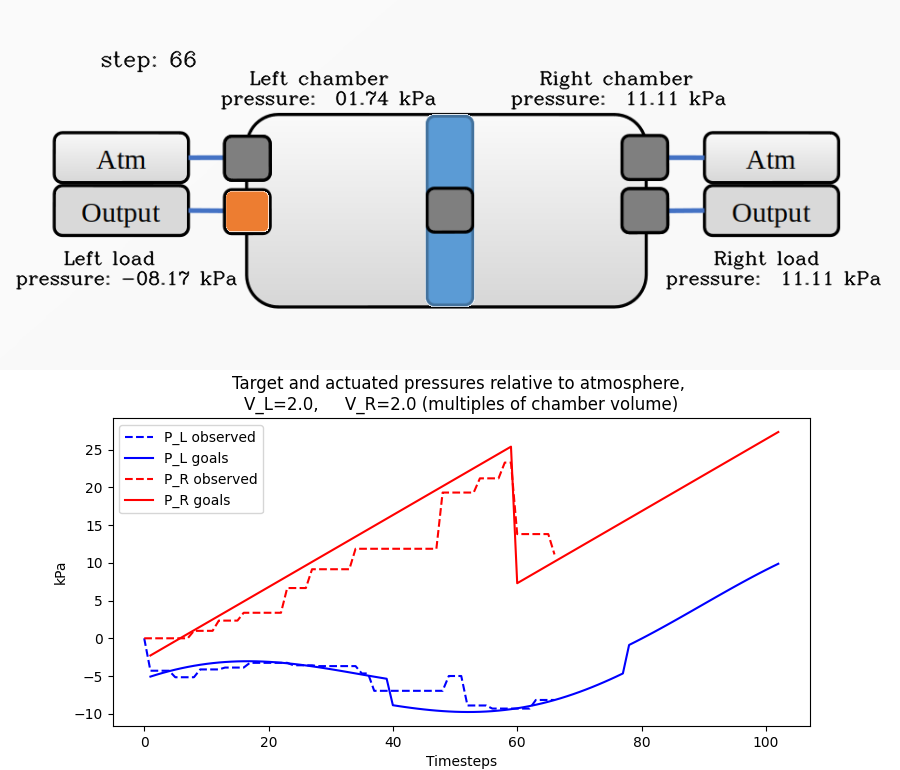 step: 66
Left chamber
pressure: 01.74 kPa
Right chamber
pressure: 11.11 kPa
Atm
Output
Atm
Output
Left load
pressure: -08.17 kPa
Right load
pressure: 11.11 kPa
Target and actuated pressures relative to atmosphere,
V_L=2.0, V_R=2.0 (multiples of chamber volume)
P_L observed
P_L goals
P_R observed
P_R goals
kPa
25
20
15
10
5
0
−5
−10
0 20 40 60 80 100
Timesteps